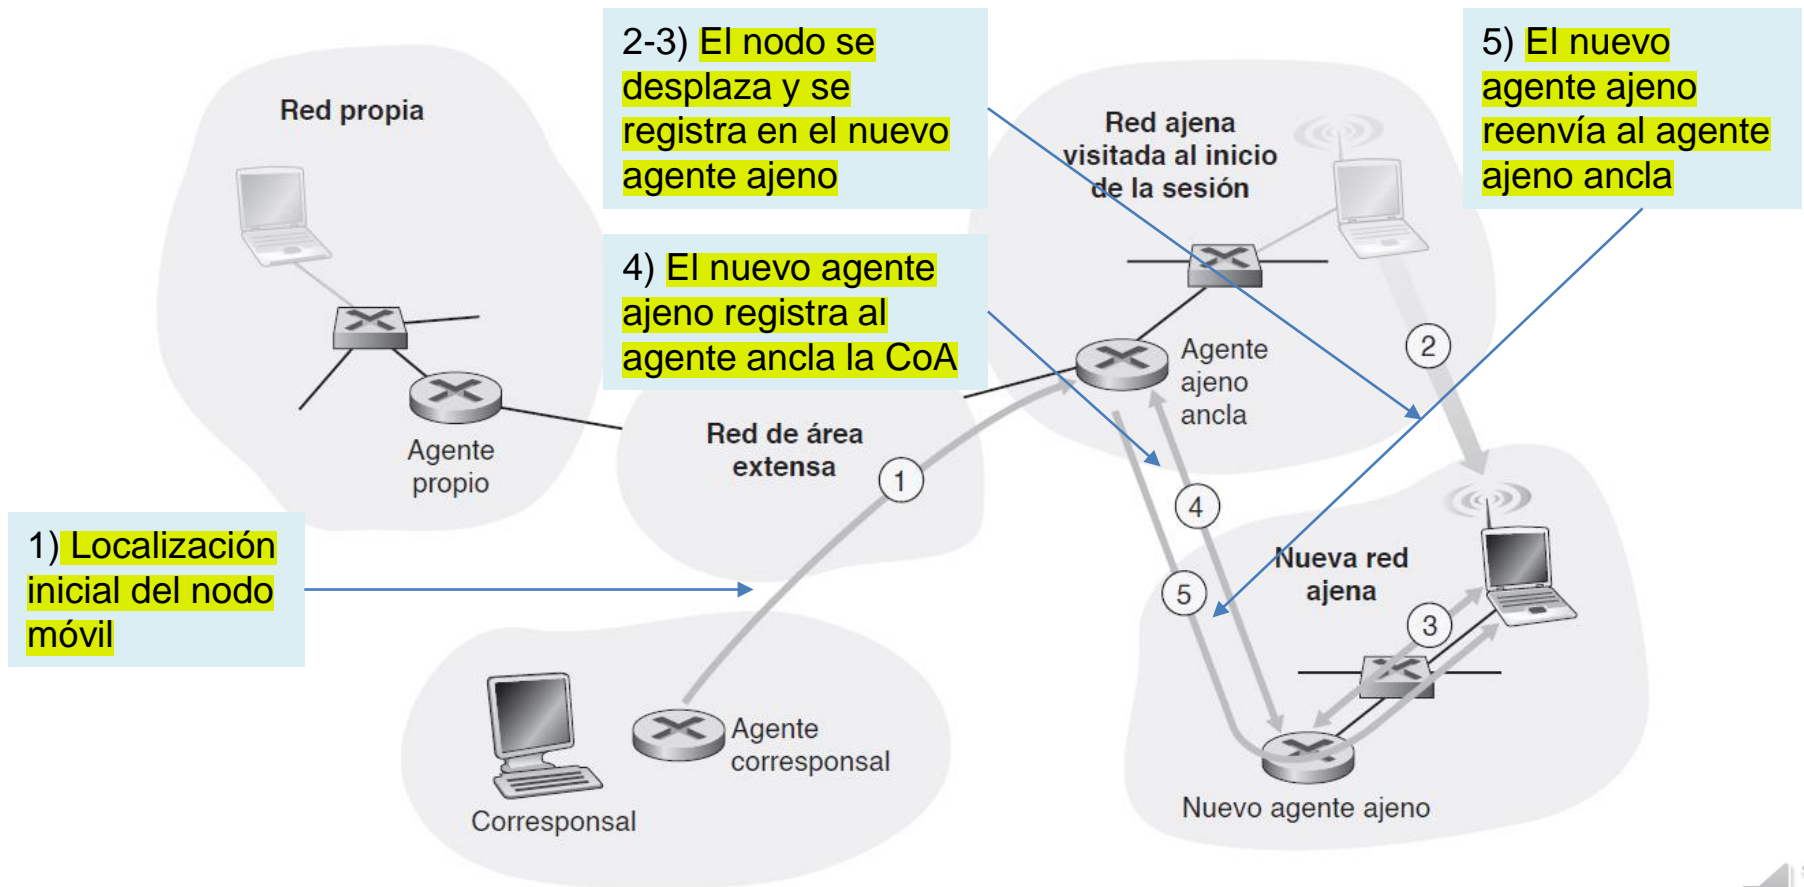 Red propia
2-3) El nodo se
desplaza y se
registra en el nuevo
agente ajeno
Red ajena
visitada al inicio
de la sesión
5) El nuevo
agente ajeno
reenvía al agente
ajeno ancla
4) El nuevo agente
ajeno registra al
agente ancla la CoA
Agente
ajeno
ancla
2
Agente
propio
Red de área
extensa
1
4
1) Localización
inicial del nodo
móvil
Nueva red
ajena
5
3
Agente
corresponsal
Corresponsal
Nuevo agente ajeno